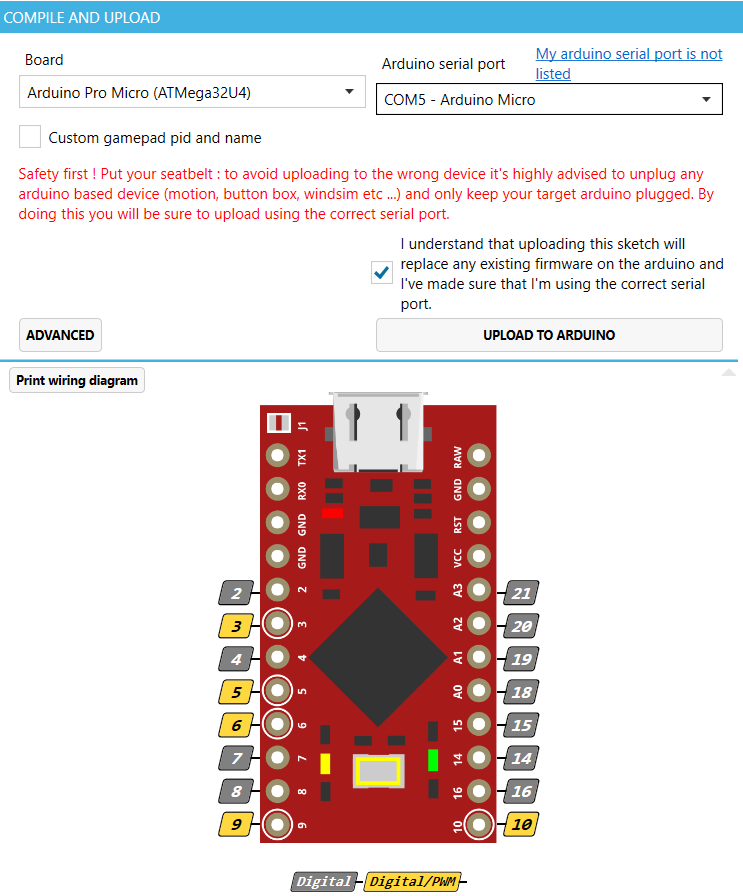 COMPILE AND UPLOAD
Board
Arduino serial port
My arduino serial port is not
listed
Arduino Pro Micro (ATMega32U4)
COM5 - Arduino Micro
Custom gamepad pid and name
Safety first ! Put your seatbelt : to avoid uploading to the wrong device it's highly advised to unplug any
arduino based device (motion, button box, windsim etc ...) and only keep your target arduino plugged. By
doing this you will be sure to upload using the correct serial port.
I understand that uploading this sketch will
replace any existing firmware on the arduino and
I've made sure that I'm using the correct serial
port.
ADVANCED
UPLOAD TO ARDUINO
Print wiring diagram
J1
TX1
RAW
RX0
GND
GND
RST
GND
VCC
2
2
A3
21
3
3
A2
20
4
4
A1
19
5
5
A0
18
6
6
15
15
7
7
14
14
8
8
16
16
9
9
10
10
Digital
Digital/PWM